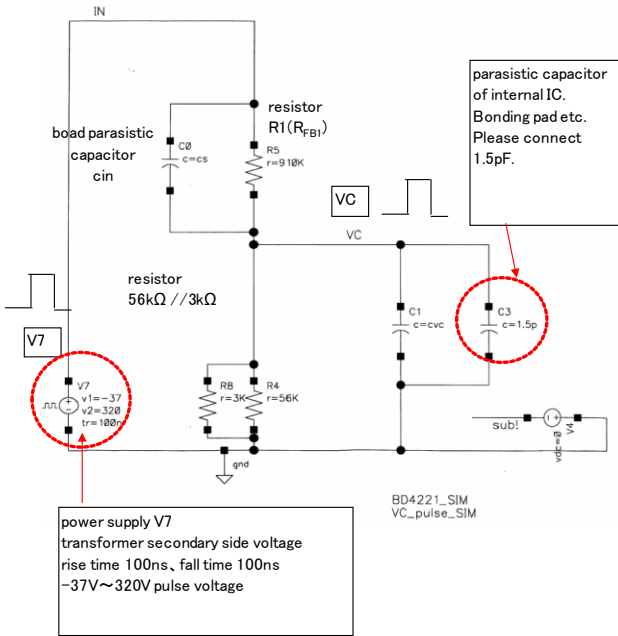 IN
parasistic capacitor
of internal IC.
Bonding pad etc.
Please connect
1.5pF.
resistor
R1(RFB1)
boad parasistic
capacitor
cin
C0
c=cs
R5
r=910K
VC
VC
resistor
56kΩ //3kΩ
C1
c=cvc
C3
c=1.5p
V7
V7
v1=-37
v2=320
tr=100n
R8
r=3K
R4
r=56K
sub!
vdc=0
V4
gnd
BD4221_SIM
VC_pulse_SIM
power supply V7
transformer secondary side voltage
rise time 100ns、fall time 100ns
-37V～320V pulse voltage